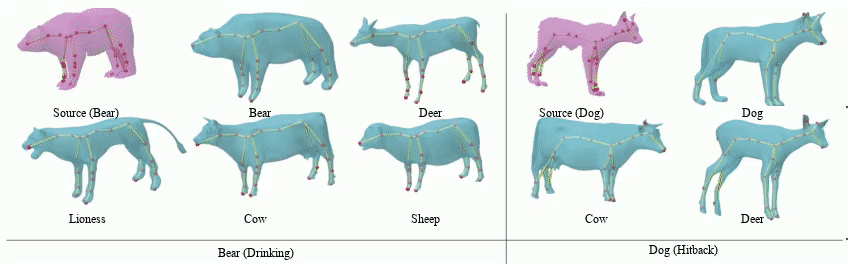 Source (Bear) Bear Deer Source (Dog) Dog
Lioness Cow Sheep Cow Deer
Bear (Drinking) Dog (Hitback)